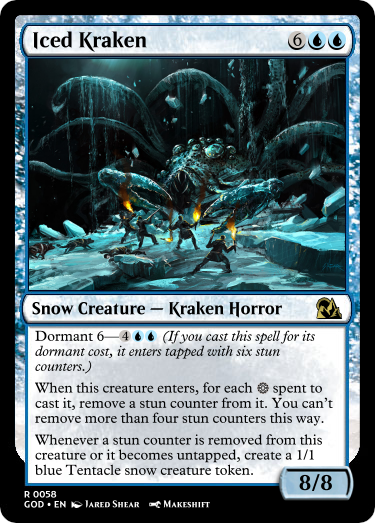 Iced Kraken 6UU
Snow Creature — Kraken Horror
Dormant 6—4UU (If you cast this spell for its
dormant cost, it enters tapped with six stun
counters.)
When this creature enters, for each spent to
cast it, remove a stun counter from it. You can't
remove more than four stun counters this way.
Whenever a stun counter is removed from this
creature or it becomes untapped, create a 1/1
blue Tentacle snow creature token.
8/8
R 0058
GOD • EN Jared Shear Makeshift